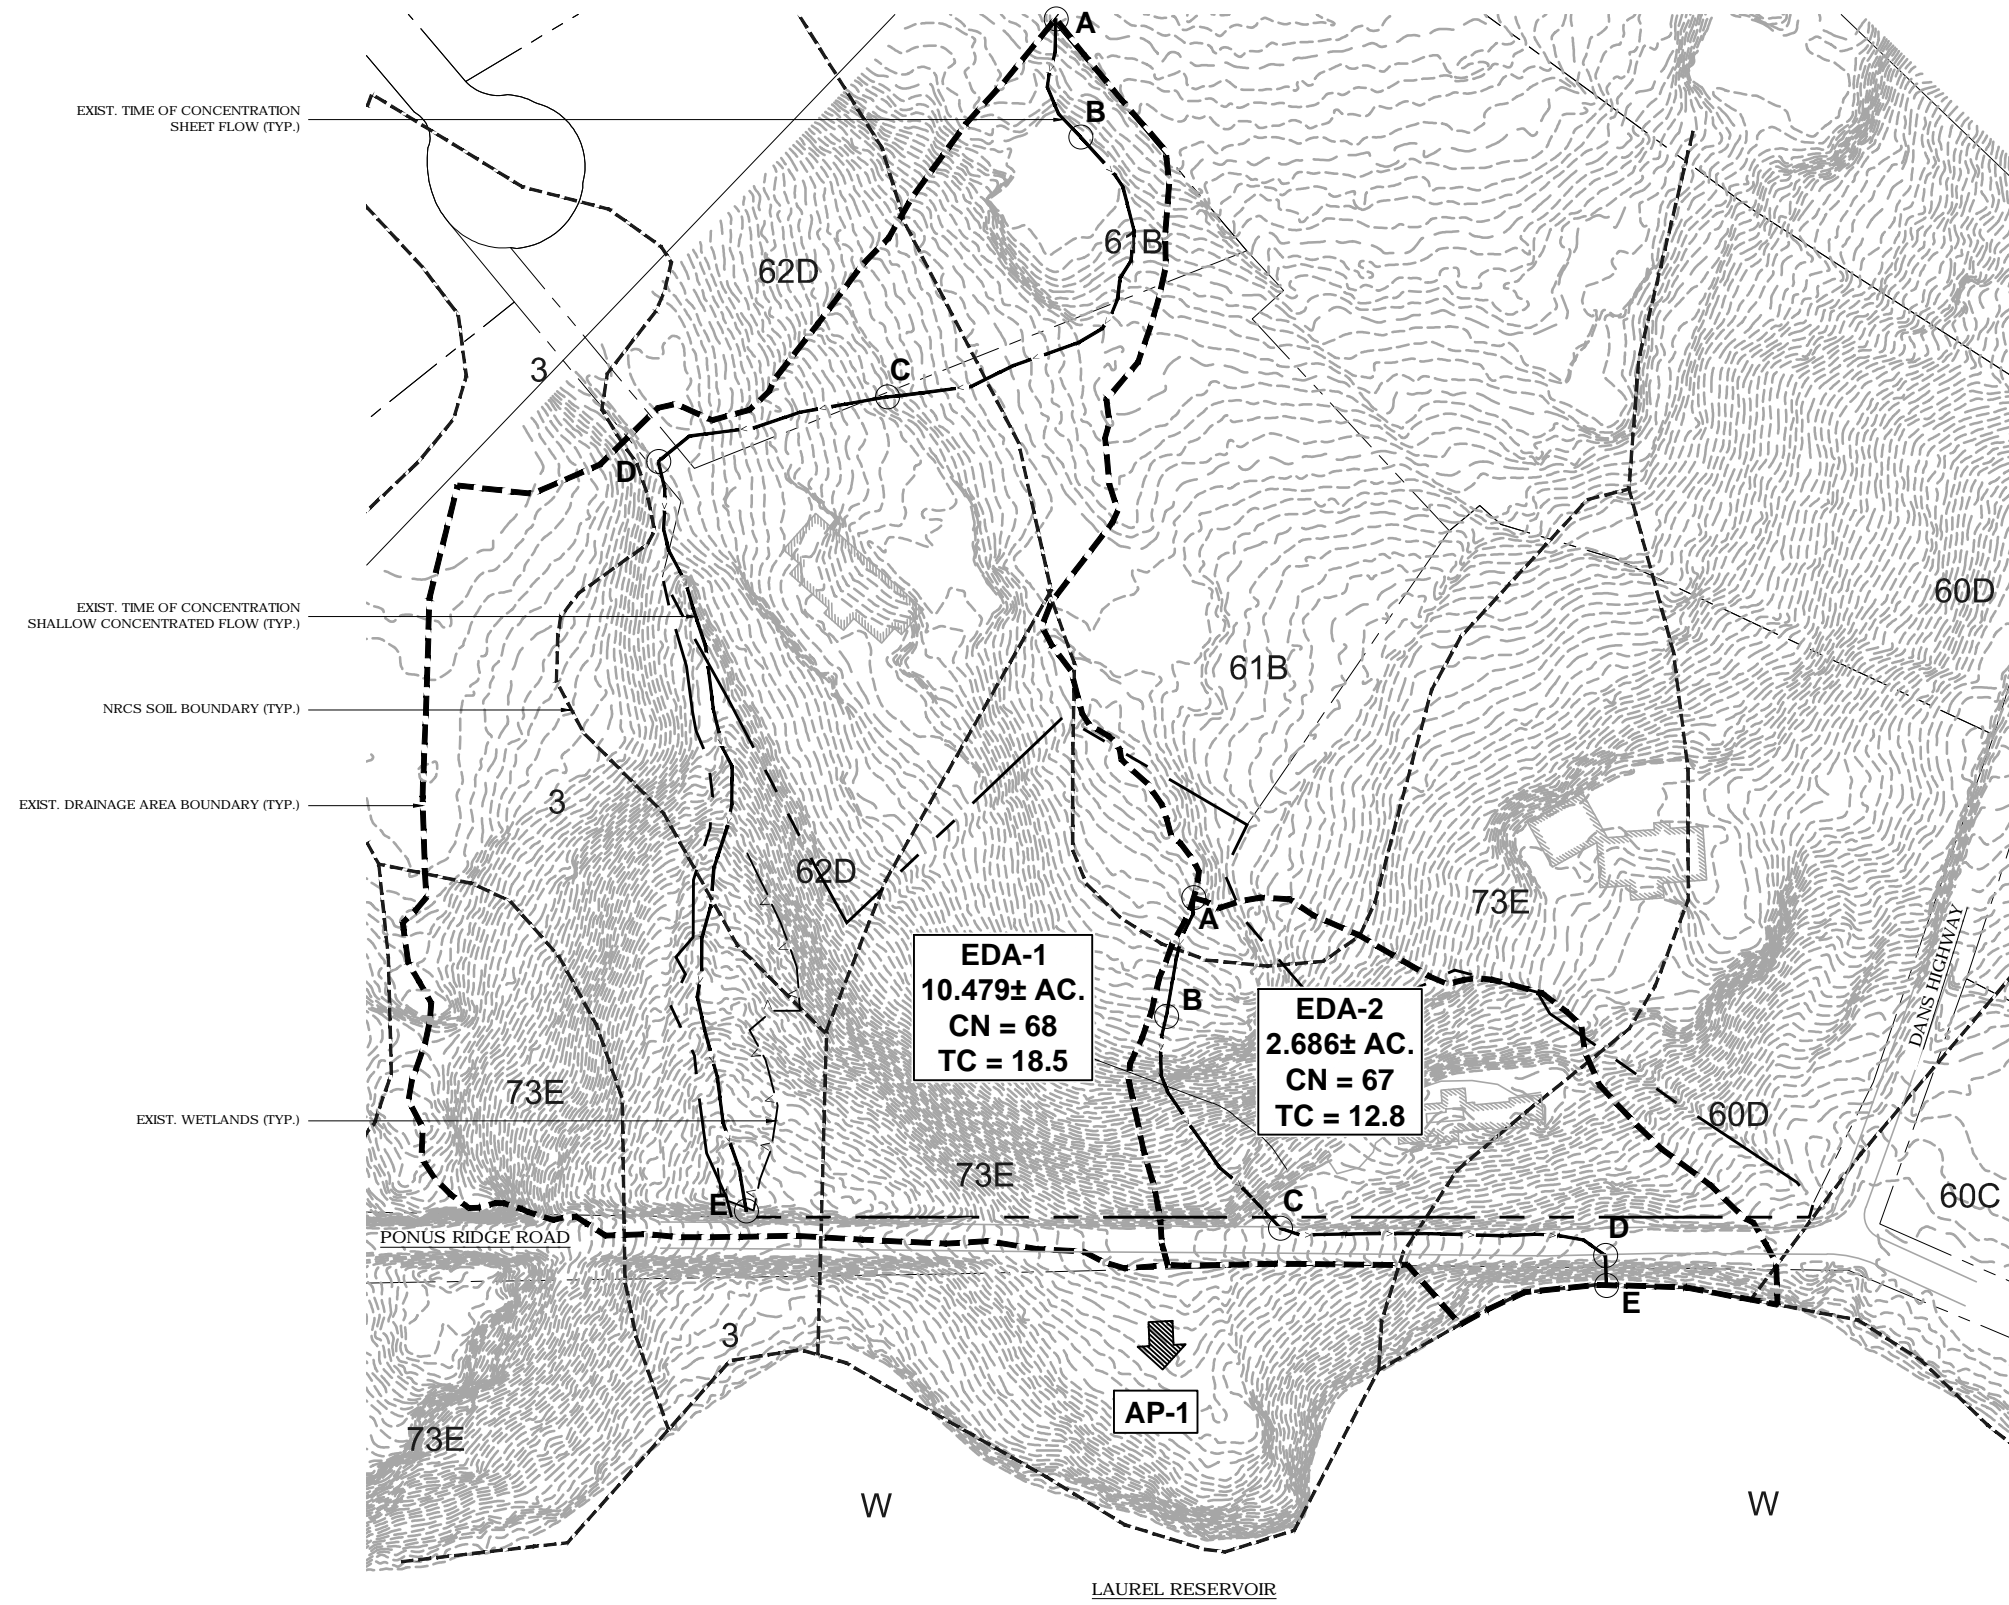 A
EXIST. TIME OF CONCENTRATION
SHEET FLOW (TYP.)
B
61B
62D
3
C
D
60D
EXIST. TIME OF CONCENTRATION
SHALLOW CONCENTRATED FLOW (TYP.)
61B
NRCS SOIL BOUNDARY (TYP.)
EXIST. DRAINAGE AREA BOUNDARY (TYP.)
3
62D
73E
A
DANS HIGHWAY
EDA-1
10.479± AC.
CN = 68
TC = 18.5
B
EDA-2
2.686± AC.
CN = 67
TC = 12.8
73E
60D
EXIST. WETLANDS (TYP.)
73E
60C
E
C
D
PONUS RIDGE ROAD
E
3
AP-1
73E
W
W
LAUREL RESERVOIR